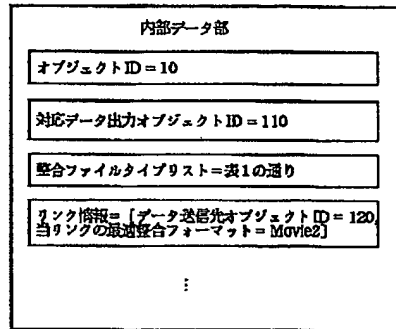 内部データ部
オブジェクトID=10
対応データ出力オブジェクトID=110
整合ファイルタイプリスト=表1の通り
リンク情報=[データ送信先オブジェクトID=120,
当リンクの最適整合フォーマット=Movie2]
⋮